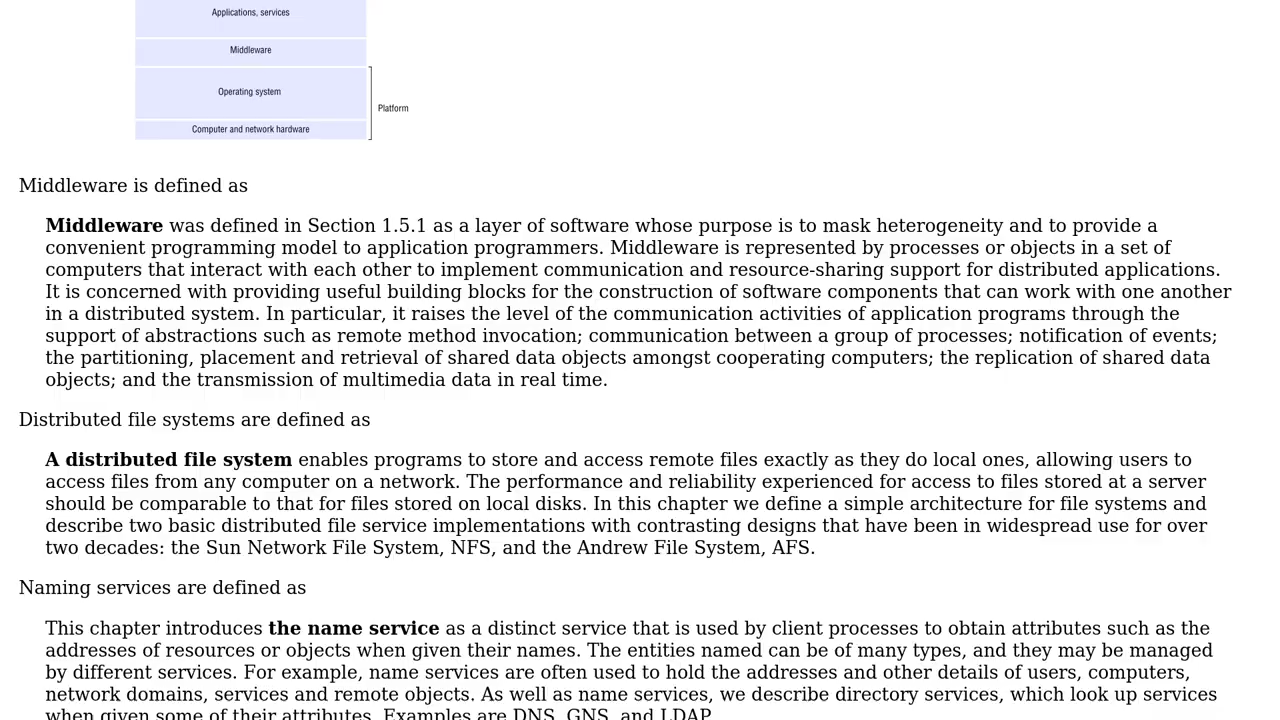 Applications, services
Middleware
Operating system
Platform
Computer and network hardware
Middleware is defined as
Middleware was defined in Section 1.5.1 as a layer of software whose purpose is to mask heterogeneity and to provide a
convenient programming model to application programmers. Middleware is represented by processes or objects in a set of
computers that interact with each other to implement communication and resource-sharing support for distributed applications.
It is concerned with providing useful building blocks for the construction of software components that can work with one another
in a distributed system. In particular, it raises the level of the communication activities of application programs through the
support of abstractions such as remote method invocation; communication between a group of processes; notification of events;
the partitioning, placement and retrieval of shared data objects amongst cooperating computers; the replication of shared data
objects; and the transmission of multimedia data in real time.
Distributed file systems are defined as
A distributed file system enables programs to store and access remote files exactly as they do local ones, allowing users to
access files from any computer on a network. The performance and reliability experienced for access to files stored at a server
should be comparable to that for files stored on local disks. In this chapter we define a simple architecture for file systems and
describe two basic distributed file service implementations with contrasting designs that have been in widespread use for over
two decades: the Sun Network File System, NFS, and the Andrew File System, AFS.
Naming services are defined as
This chapter introduces the name service as a distinct service that is used by client processes to obtain attributes such as the
addresses of resources or objects when given their names. The entities named can be of many types, and they may be managed
by different services. For example, name services are often used to hold the addresses and other details of users, computers,
network domains, services and remote objects. As well as name services, we describe directory services, which look up services
when given some of their attributes. Examples are DNS, GNS, and LDAP.